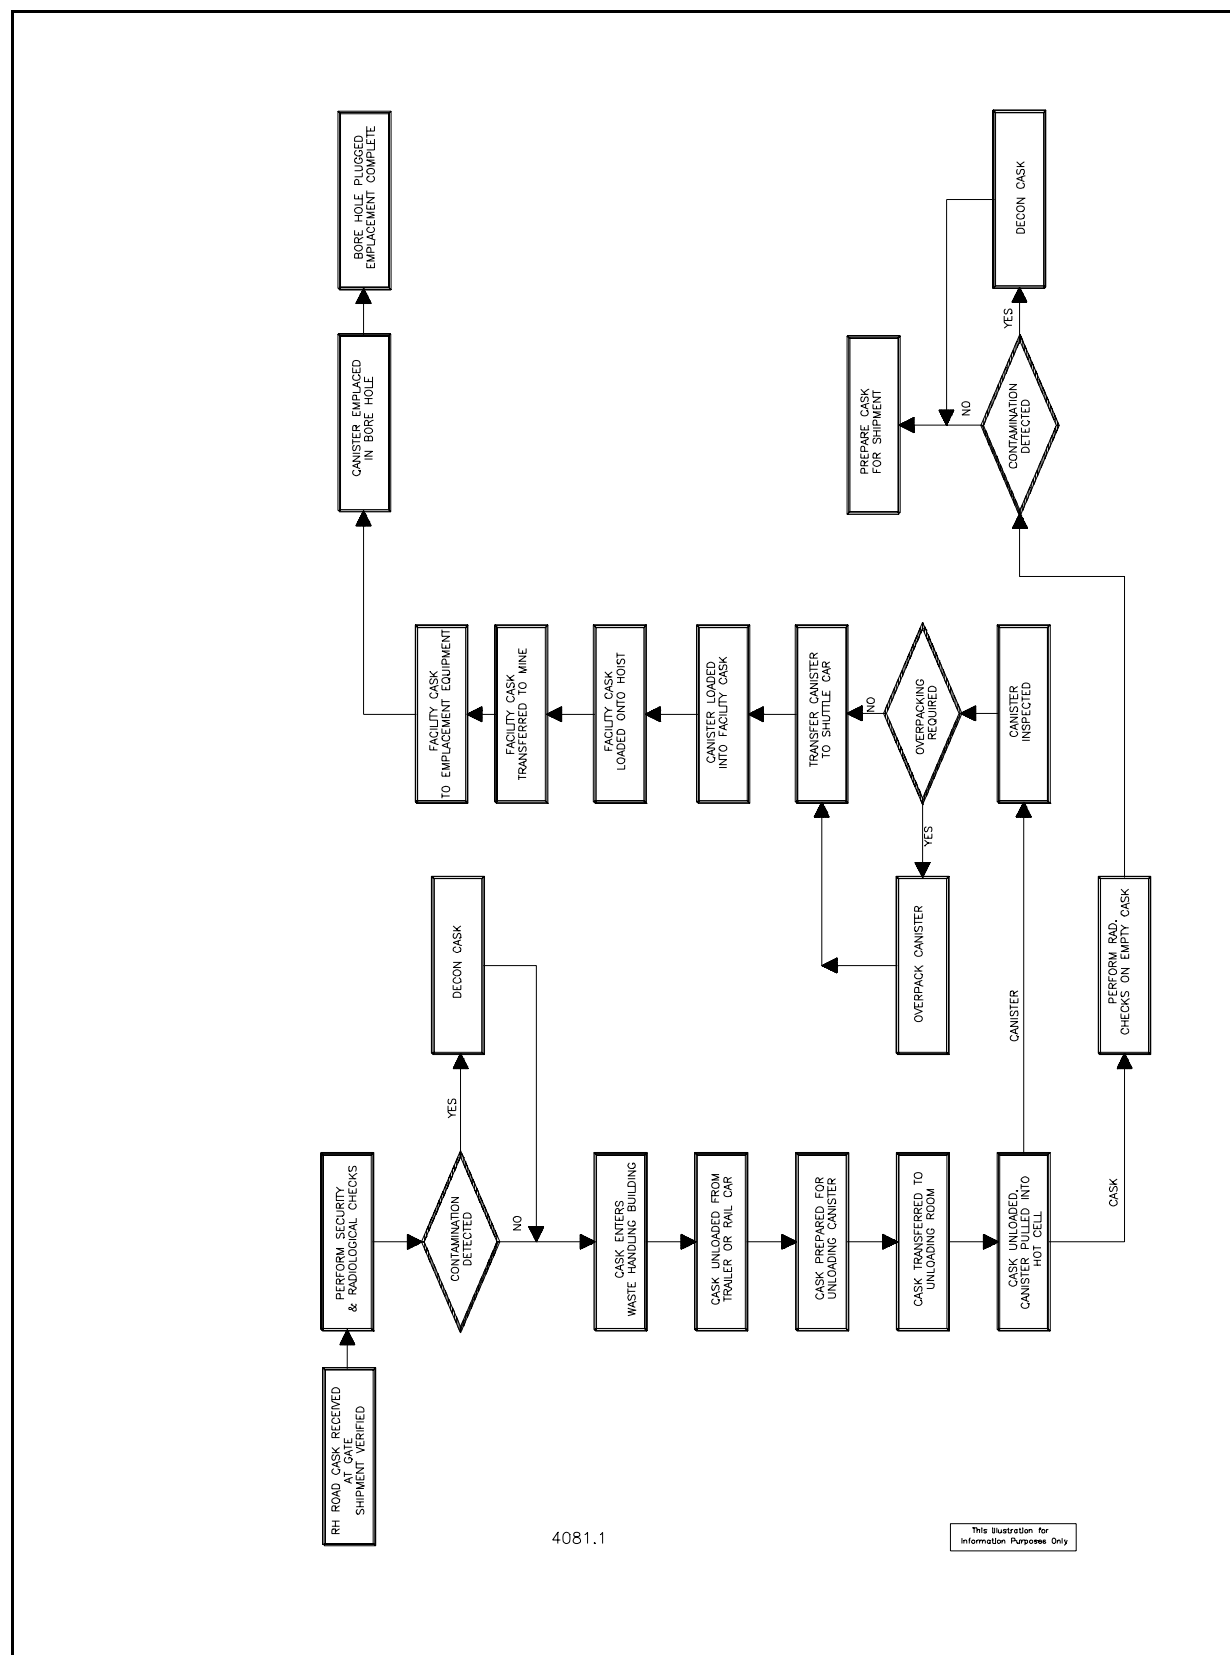 RH ROAD CASK RECEIVED
AT GATE
SHIPMENT VERIFIED
PERFORM SECURITY
& RADIOLOGICAL CHECKS
CONTAMINATION
DETECTED
YES
DECON CASK
NO
CASK ENTERS
WASTE HANDLING BUILDING
CASK UNLOADED FROM
TRAILER OR RAIL CAR
CASK PREPARED FOR
UNLOADING CANISTER
CASK TRANSFERRED TO
UNLOADING ROOM
CASK UNLOADED.
CANISTER PULLED INTO
HOT CELL
CANISTER
CASK
CANISTER
INSPECTED
OVERPACKING
REQUIRED
YES
OVERPACK CANISTER
NO
TRANSFER CANISTER
TO SHUTTLE CAR
CANISTER LOADED
INTO FACILITY CASK
FACILITY CASK
LOADED ONTO HOIST
FACILITY CASK
TRANSFERRED TO MINE
FACILITY CASK
TO EMPLACEMENT EQUIPMENT
CANISTER EMPLACED
IN BORE HOLE
BORE HOLE PLUGGED
EMPLACEMENT COMPLETE
PERFORM RAD.
CHECKS ON EMPTY CASK
CONTAMINATION
DETECTED
YES
DECON CASK
NO
PREPARE CASK
FOR SHIPMENT
4081.1
This Illustration for
Information Purposes Only